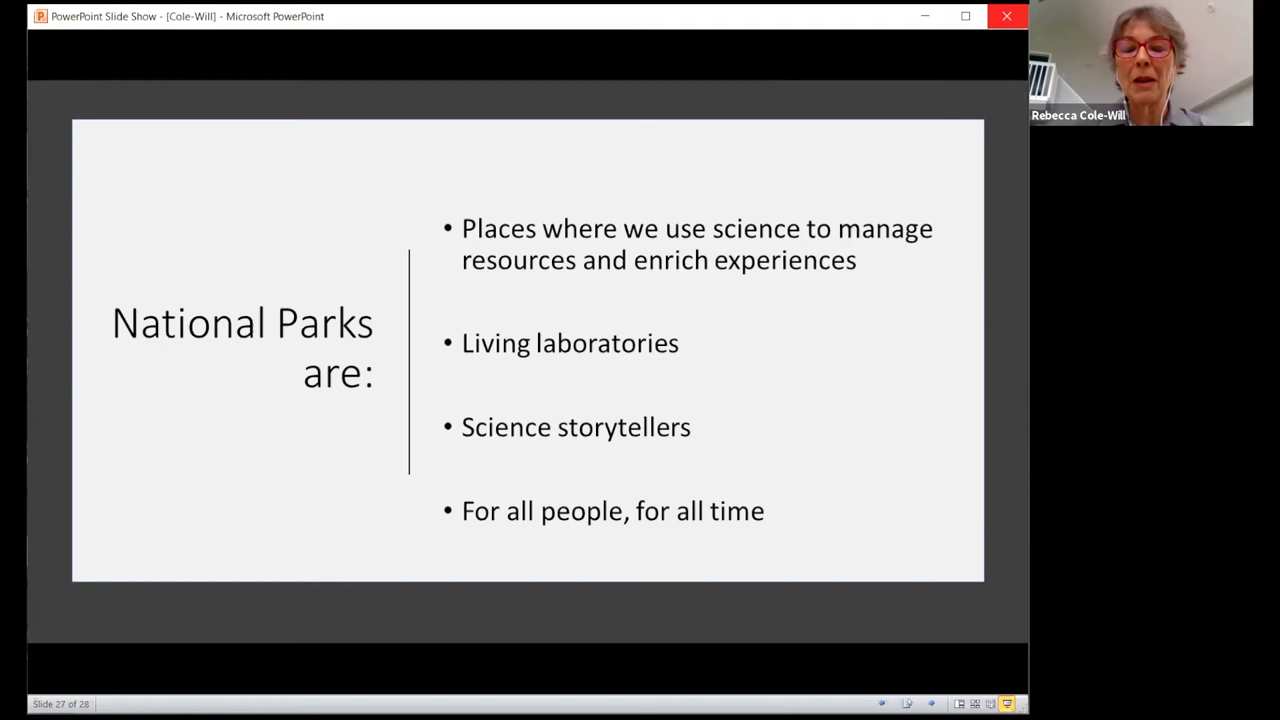 PowerPoint Slide Show - [Cole-Will] - Microsoft PowerPoint
Rebecca Cole-Will
National Parks
are:
• Places where we use science to manage
resources and enrich experiences
• Living laboratories
• Science storytellers
• For all people, for all time
Slide 27 of 28